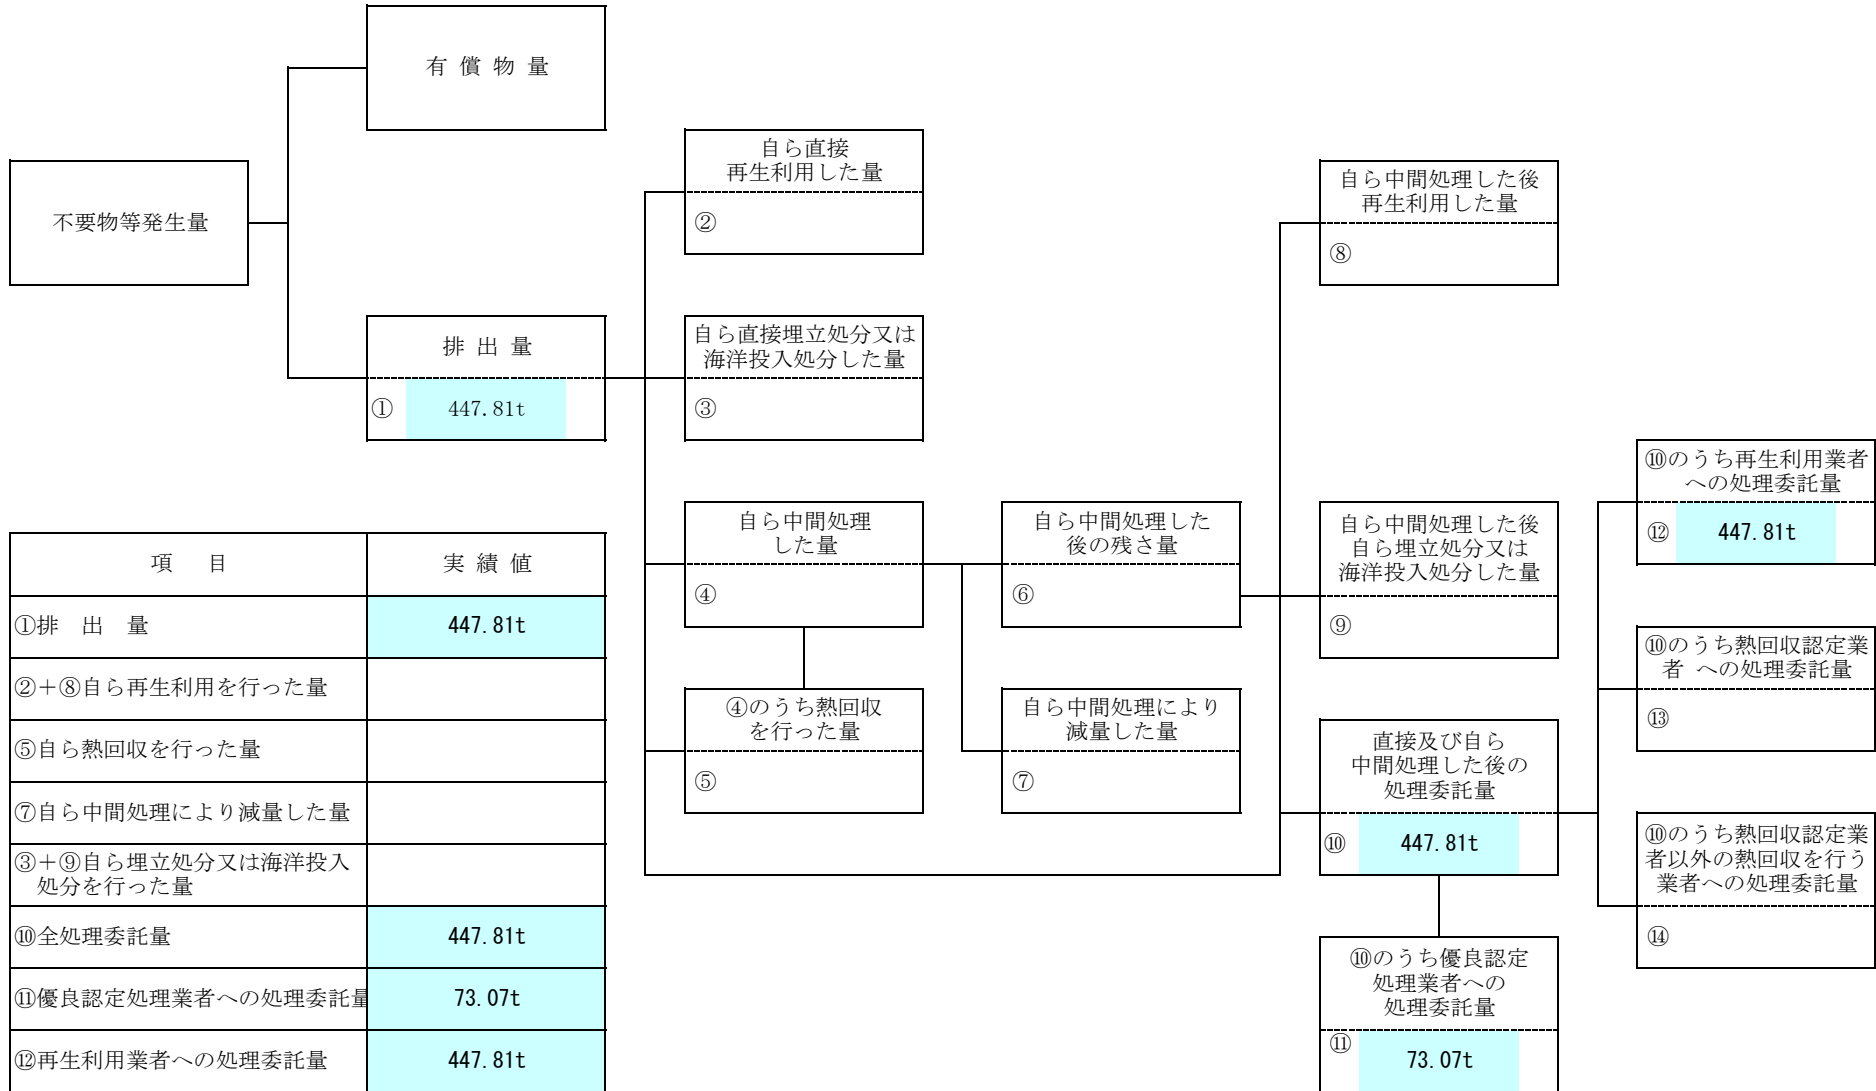 有 償 物 量
不要物等発生量
排 出 量
① 447.81t
自ら直接
再生利用した量
②
自ら直接埋立処分又は
海洋投入処分した量
③
自ら中間処理
した量
④
④のうち熱回収
を行った量
⑤
自ら中間処理した
後の残さ量
⑥
自ら中間処理により
減量した量
⑦
自ら中間処理した後
再生利用した量
⑧
自ら中間処理した後
自ら埋立処分又は
海洋投入処分した量
⑨
直接及び自ら
中間処理した後の
処理委託量
⑩ 447.81t
⑩のうち優良認定
処理業者への
処理委託量
⑪ 73.07t
⑩のうち再生利用業者
への処理委託量
⑫ 447.81t
⑩のうち熱回収認定業
者 への処理委託量
⑬
⑩のうち熱回収認定業
者以外の熱回収を行う
業者への処理委託量
⑭
項 目 実 績 値
①排 出 量 447.81t
②+⑧自ら再生利用を行った量
⑤自ら熱回収を行った量
⑦自ら中間処理により減量した量
③+⑨自ら埋立処分又は海洋投入
処分を行った量
⑩全処理委託量 447.81t
⑪優良認定処理業者への処理委託量 73.07t
⑫再生利用業者への処理委託量 447.81t